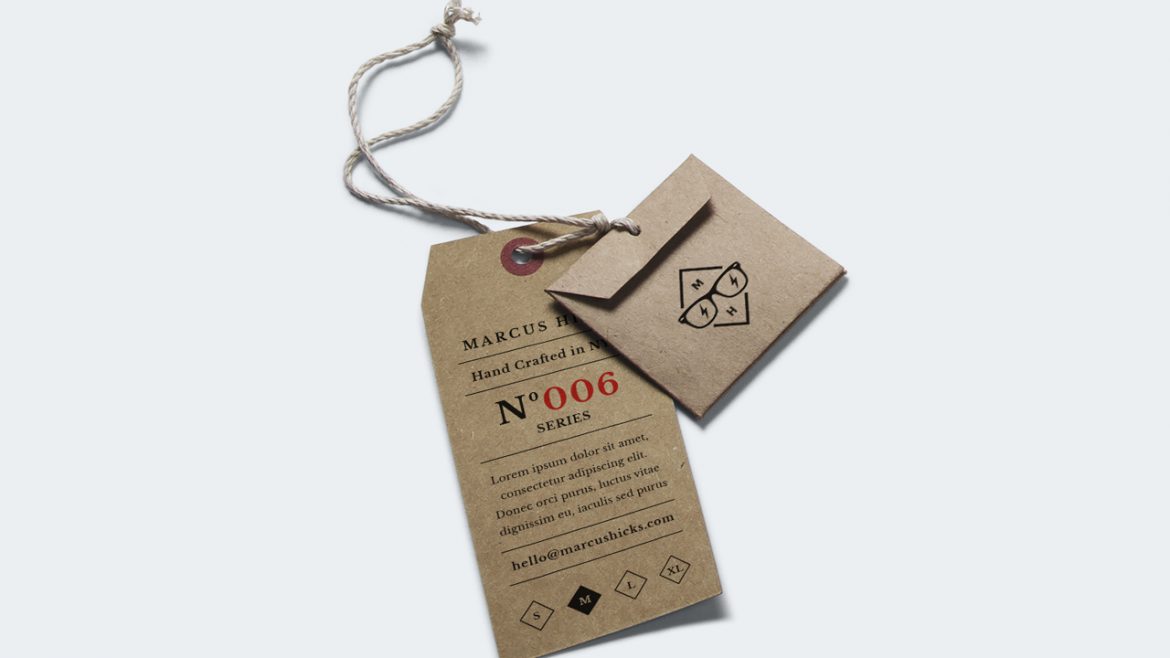 MARCUS
Hand Crafted in
Nº006
SERIES
Lorem ipsum dolor sit amet,
consectetur adipiscing elit.
Donec orci purus, luctus vitae
dignissim eu, iaculis sed purus
hello@marcushicks.com
S M L XL
M
H